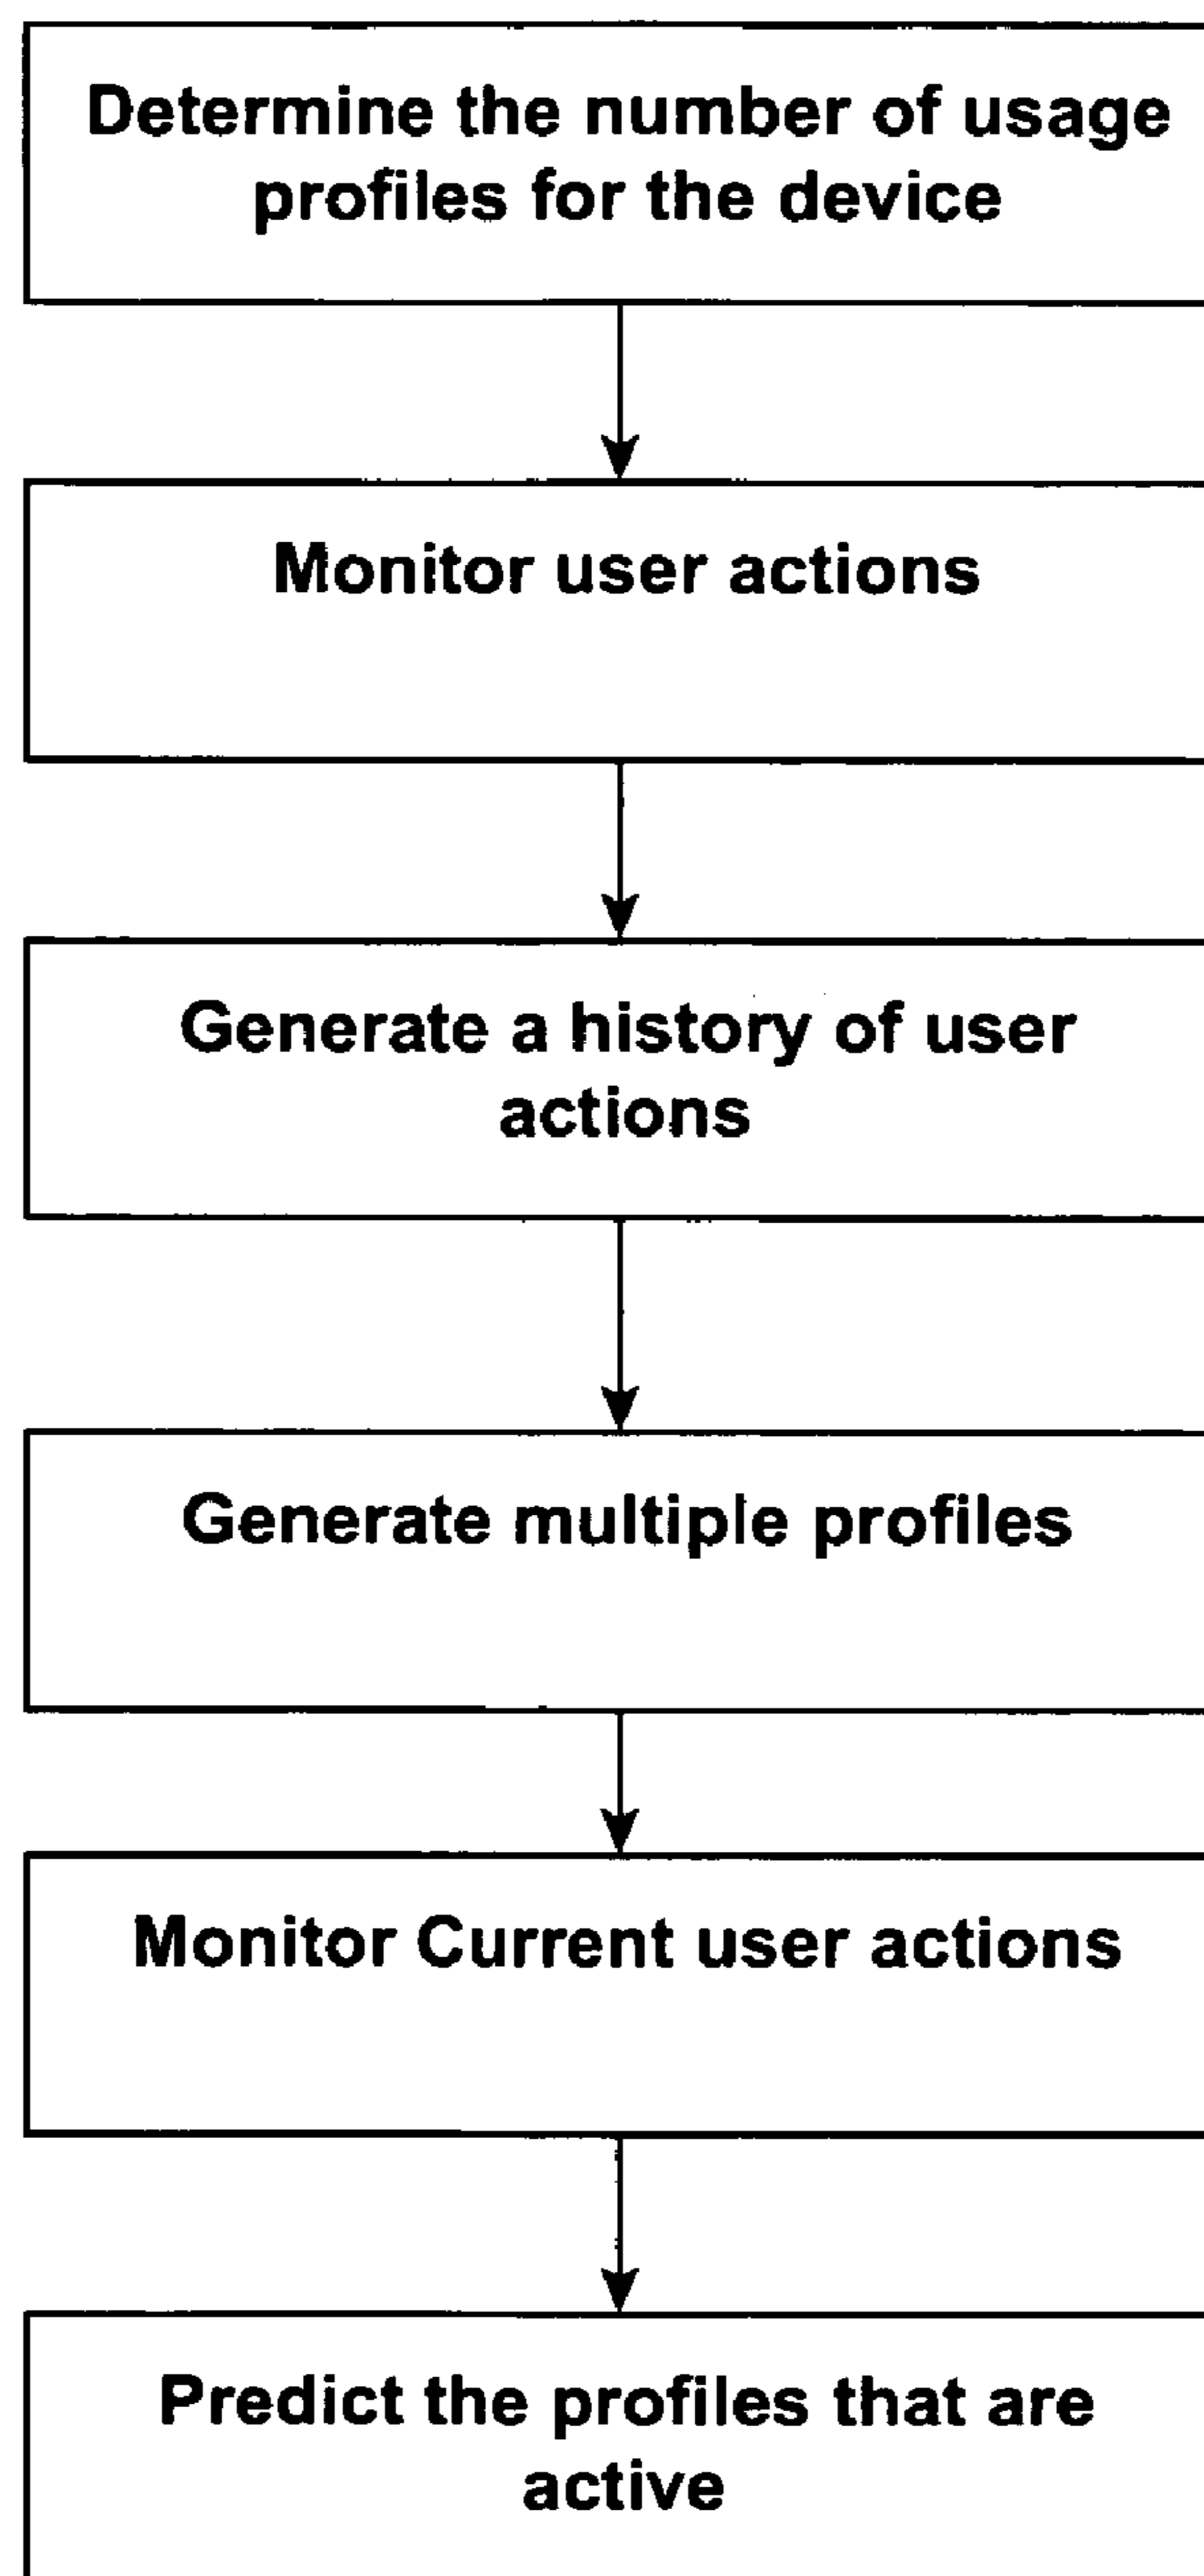 Determine the number of usage
profiles for the device
Monitor user actions
Generate a history of user
actions
Generate multiple profiles
Monitor Current user actions
Predict the profiles that are
active